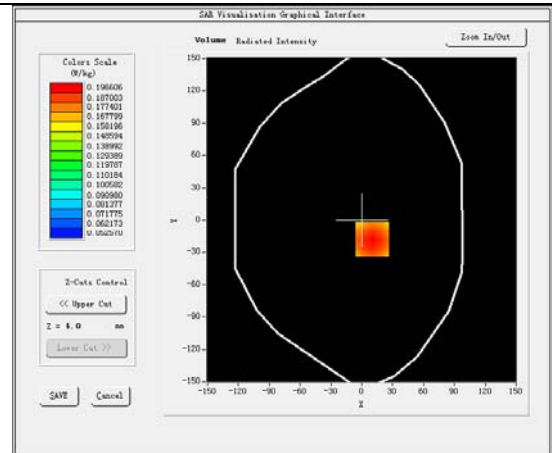 SAR Visualisation Graphical Interface
Volume Radiated Intensity
Zoom In/Out
Colors Scale
(W/kg)
0.196606
0.187003
0.177401
0.167799
0.158196
0.148594
0.138992
0.129389
0.119787
0.110184
0.100582
0.090980
0.081377
0.071775
0.062173
0.052570
Z-Cuts Control
<< Upper Cut
Z = 4.0 mm
Lower Cut >>
SAVE Cancel
150
90
30
0
-30
-60
-90
-120
-150
Y
-150 -120 -90 -60 -30 0 30 60 90 120 150
X